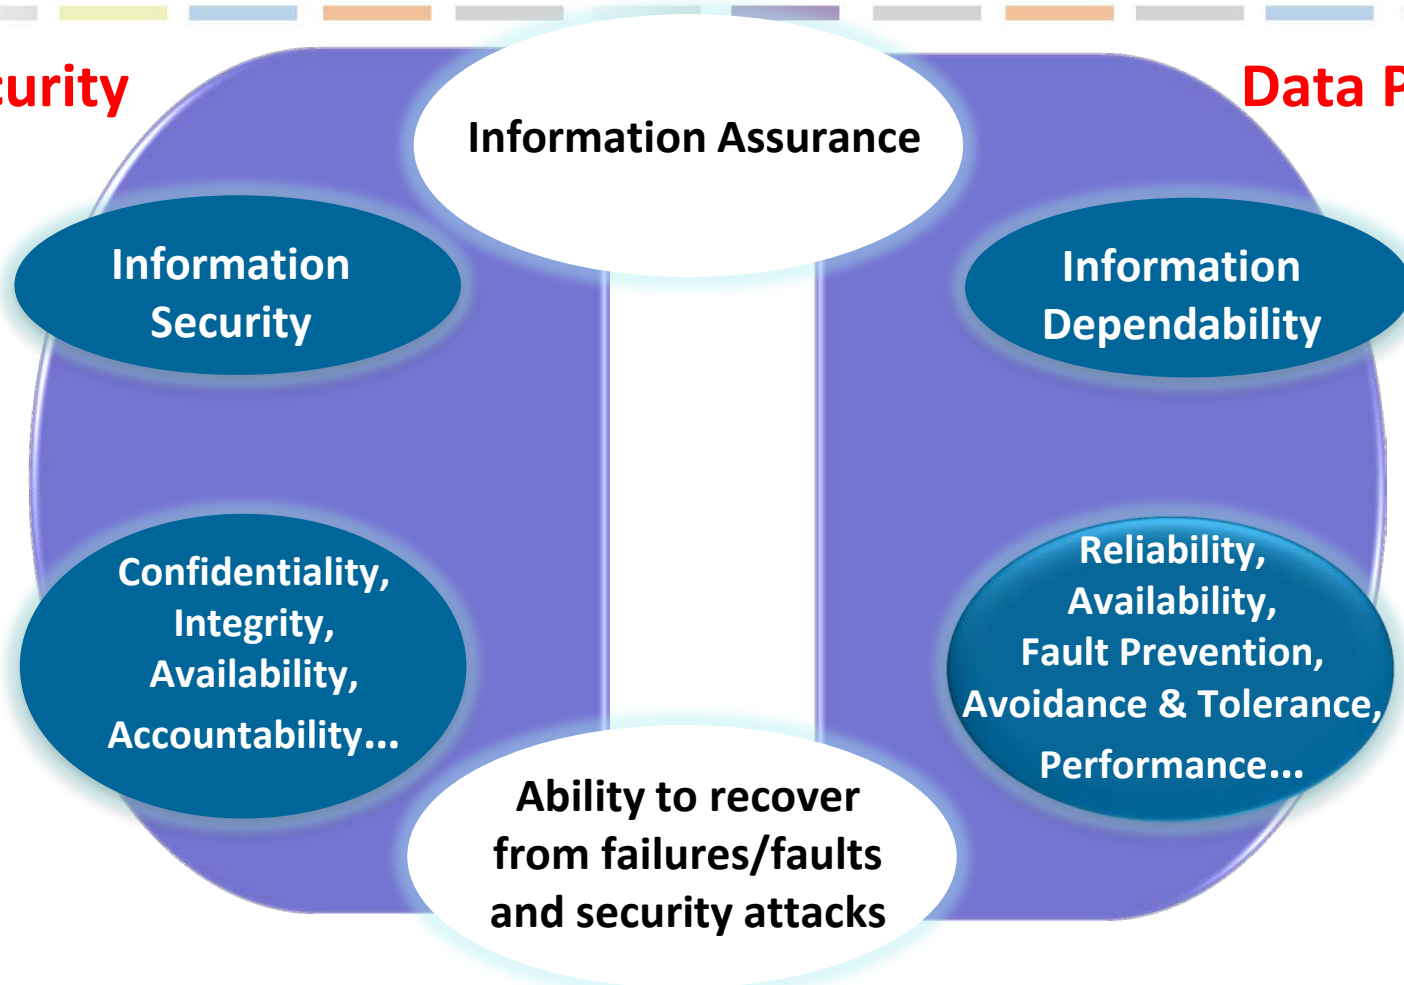 curity
Data P
Information Assurance
Information
Security
Information
Dependability
Confidentiality,
Integrity,
Availability,
Accountability...
Reliability,
Availability,
Fault Prevention,
Avoidance & Tolerance,
Performance...
Ability to recover
from failures/faults
and security attacks